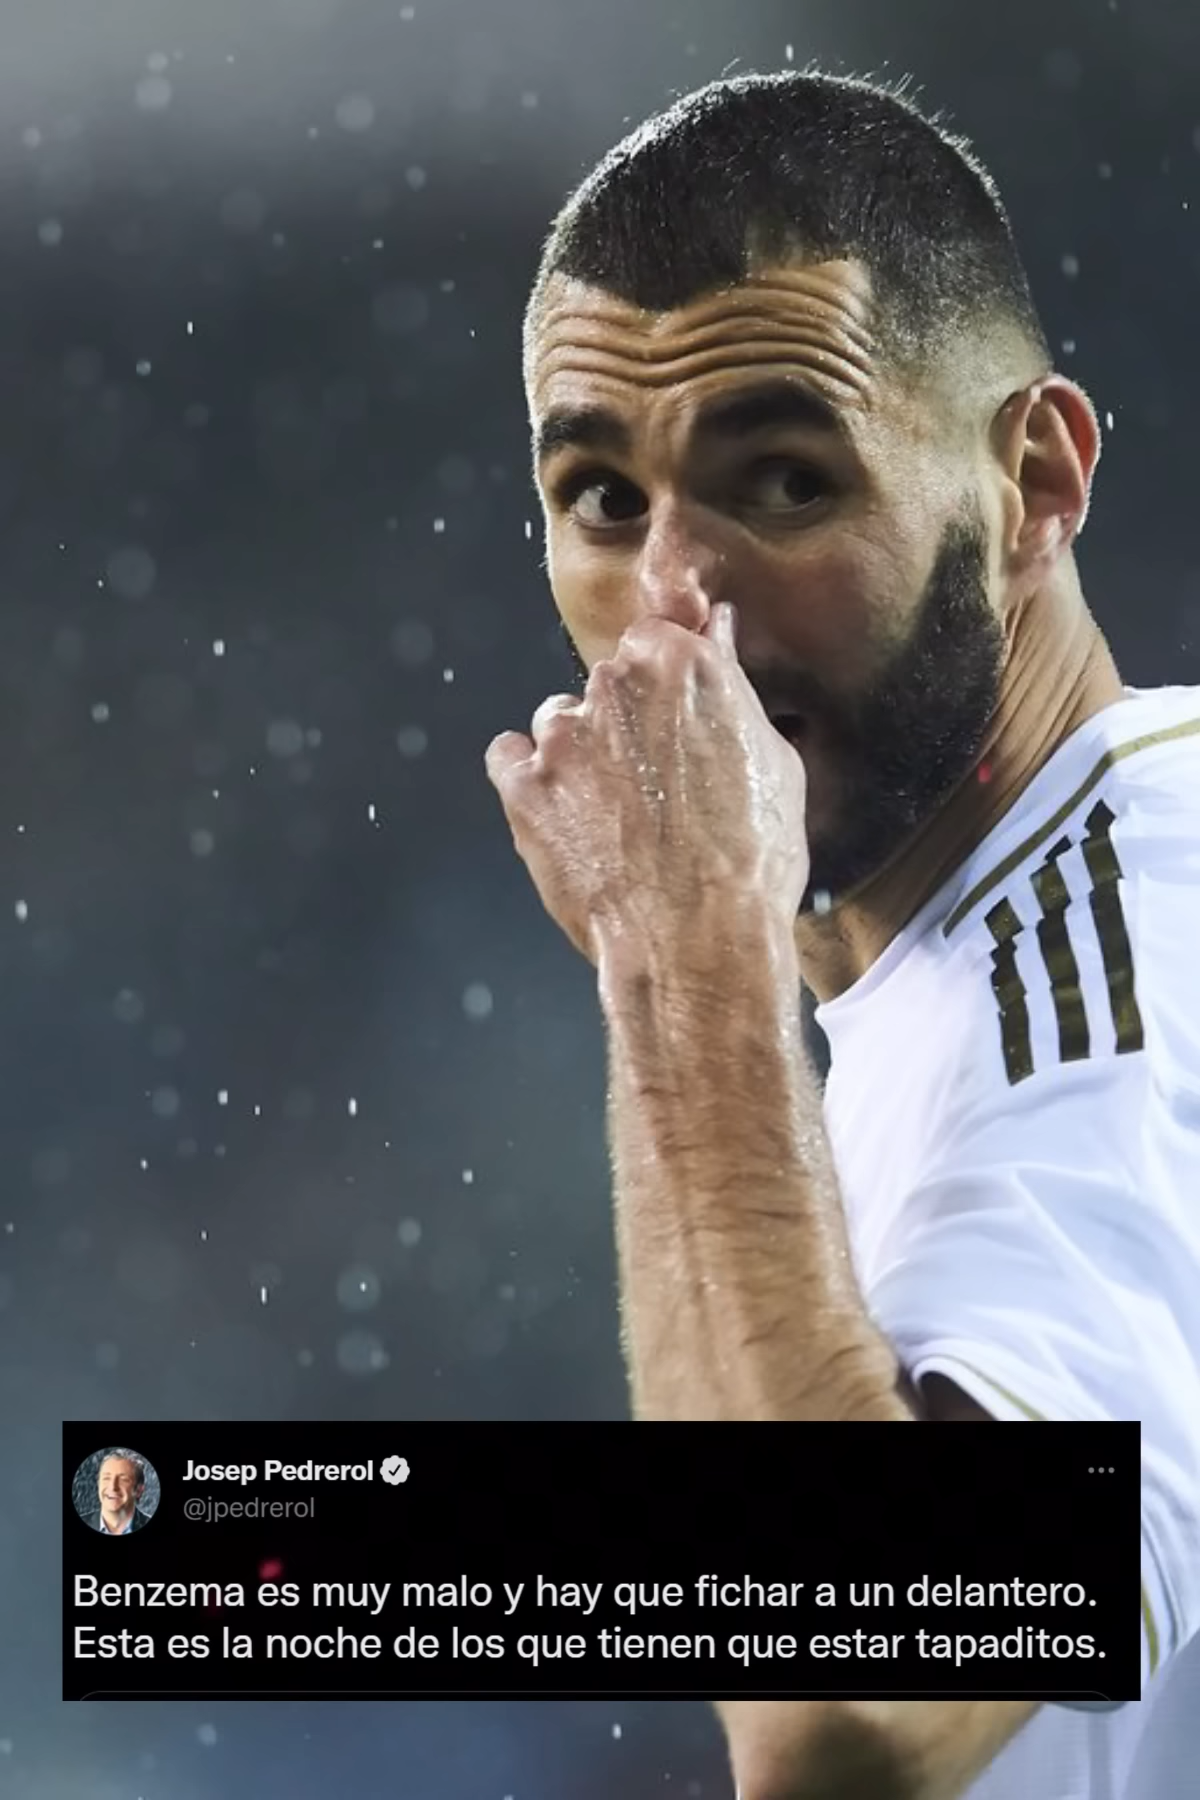 Josep Pedrerol
@jpedrerol
Benzema es muy malo y hay que fichar a un delantero.
Esta es la noche de los que tienen que estar tapaditos.